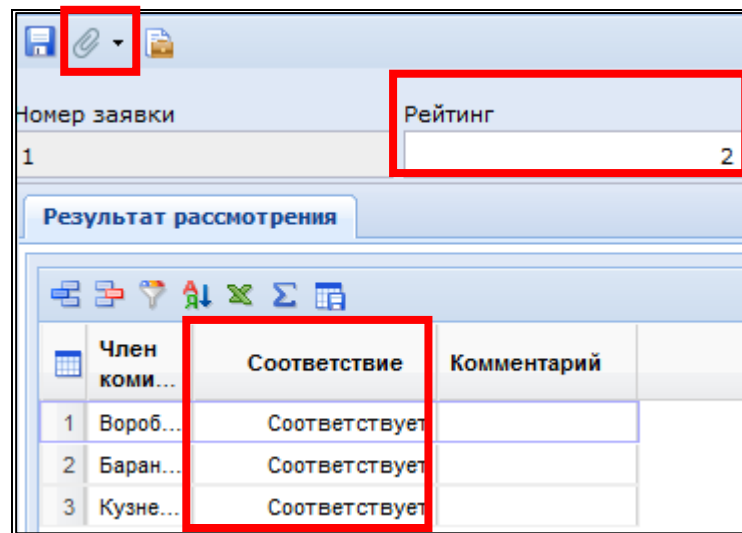 Номер заявки Рейтинг
1 2
Результат рассмотрения
Член коми... Соответствие Комментарий
1 Вороб... Соответствует
2 Баран... Соответствует
3 Кузне... Соответствует